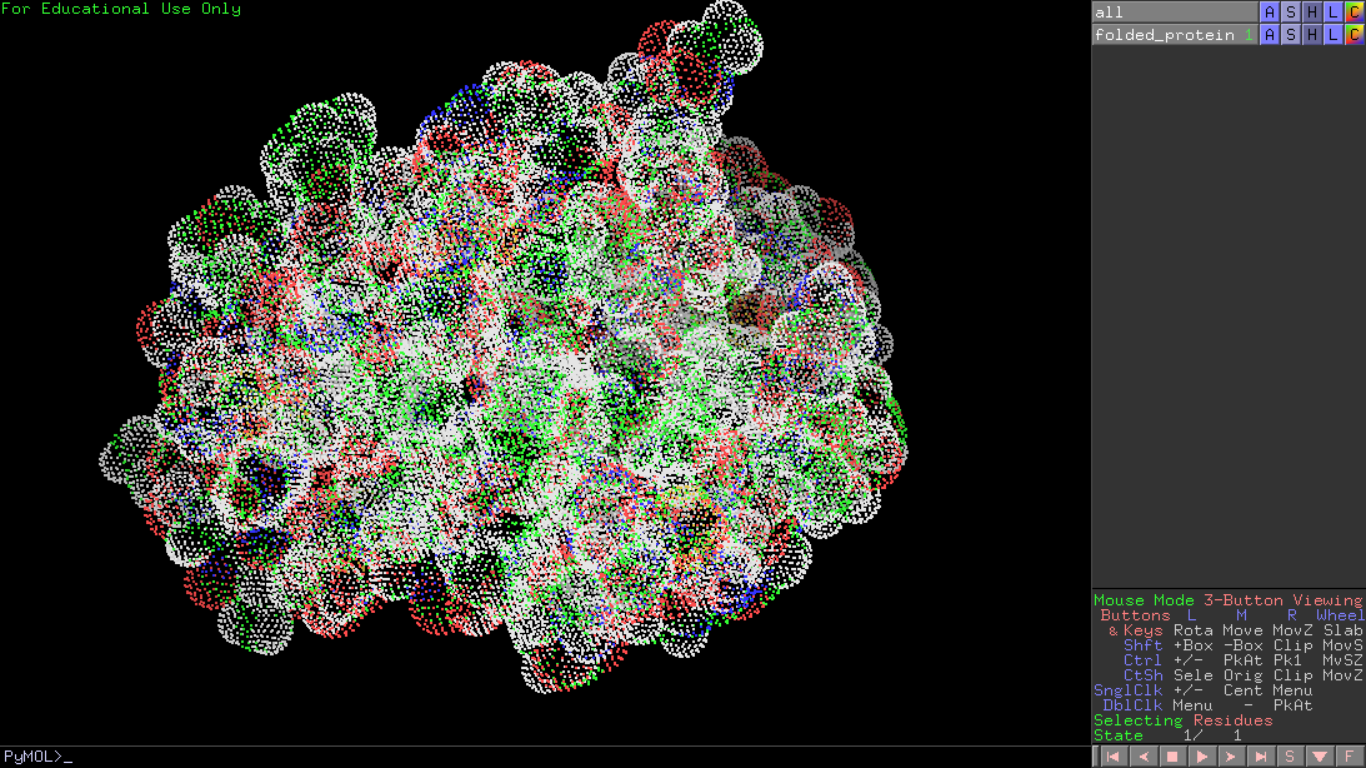 For Educational Use Only
all A S H L C
folded_protein 1 A S H L C
Mouse Mode 3-Button Viewing
Buttons L M R Wheel
& Keys Rota Move MovZ Slab
Shft +Box -Box Clip MovS
Ctrl +/- PkAt Pk1 MvSZ
CtSh Sele Orig Clip MovZ
SnglClk +/- Cent Menu
DblClk Menu - PkAt
Selecting Residues
State 1/ 1
PyMOL>_
S F